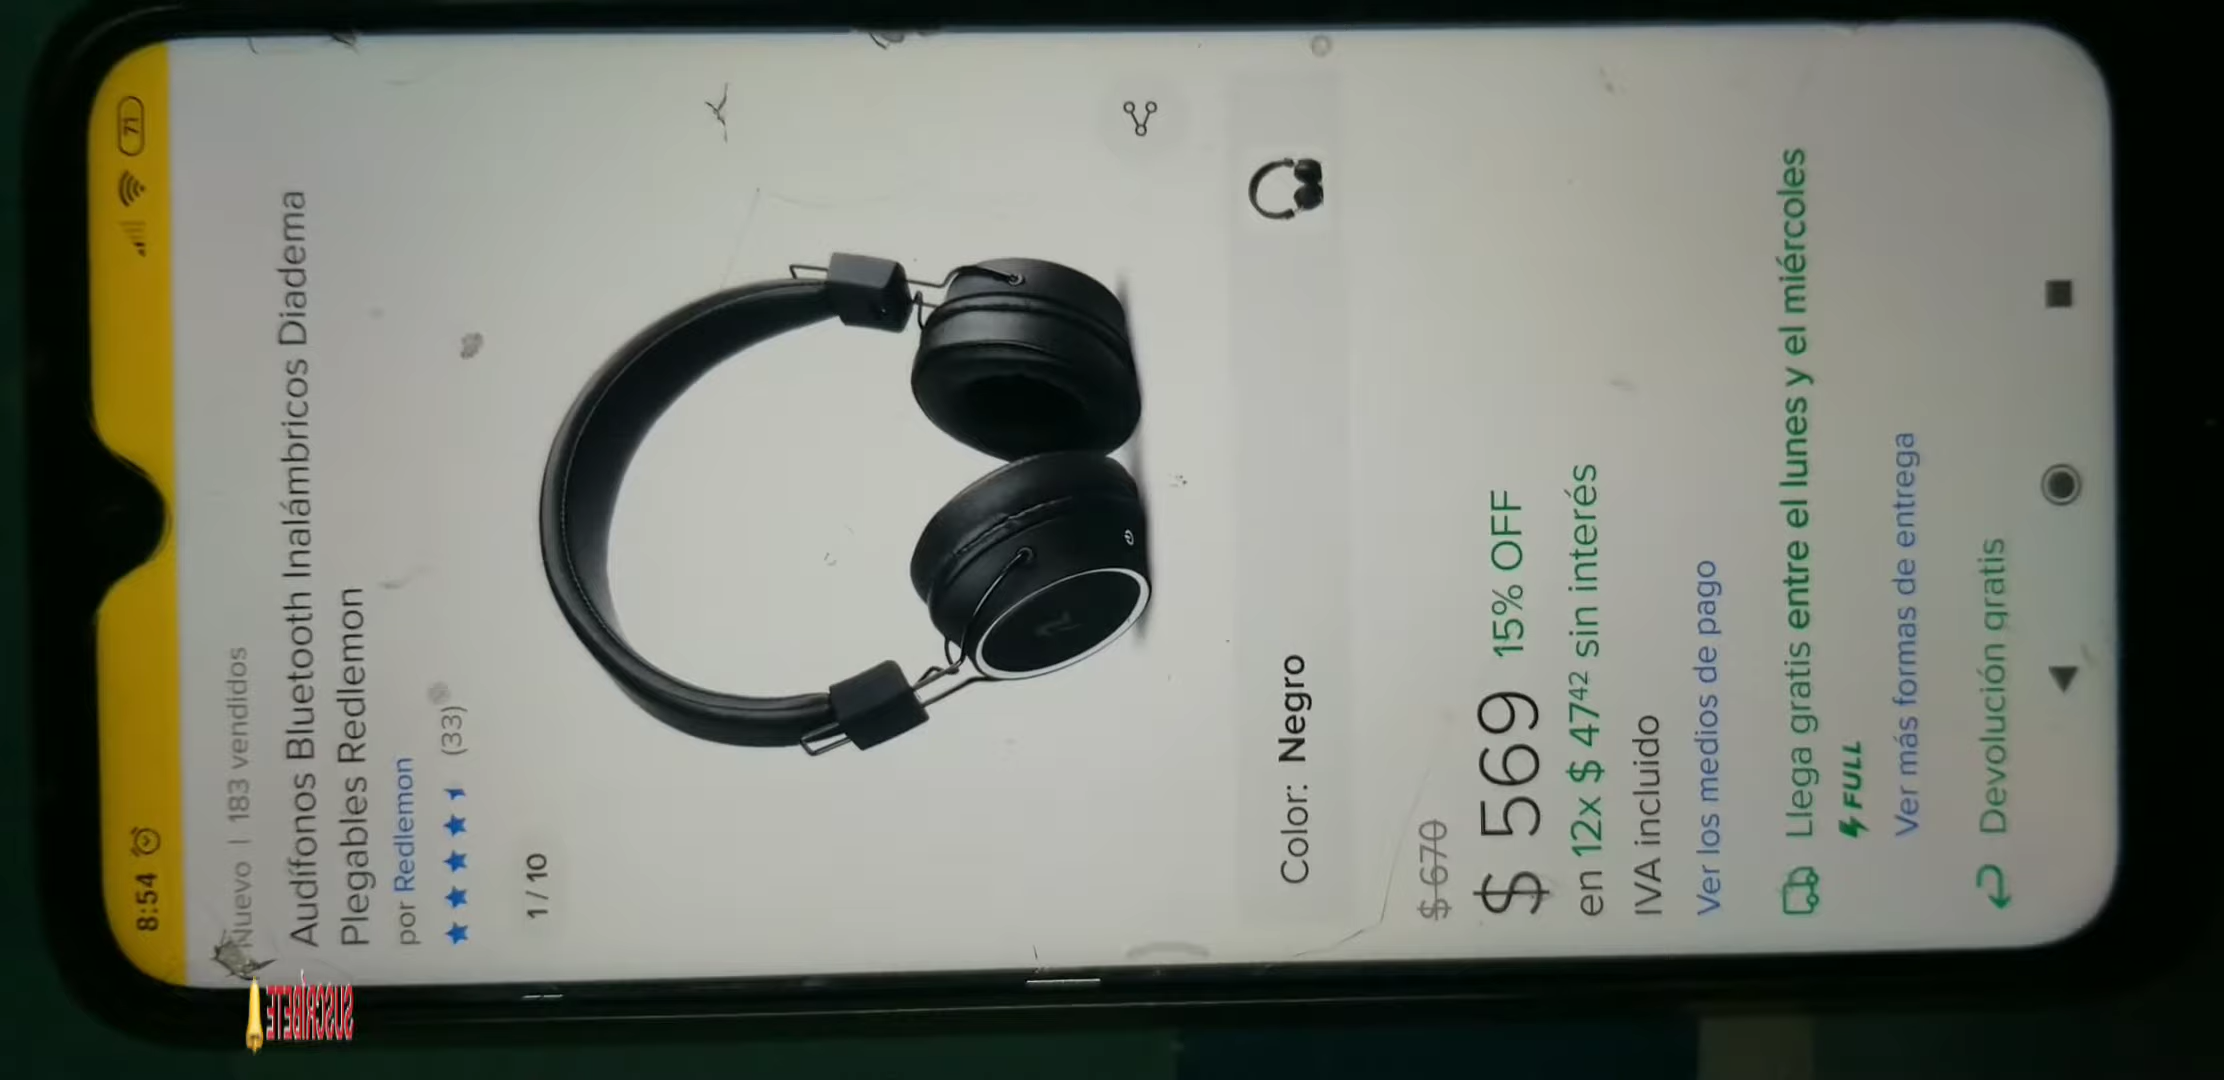 8:54
71
Nuevo | 183 vendidos
Audífonos Bluetooth Inalámbricos Diadema
Plegables Redlemon
por Redlemon
(33)
1/10
Color: Negro
$ 670
$ 569 15% OFF
en 12x $ 47 42 sin interés
IVA incluido
Ver los medios de pago
Llega gratis entre el lunes y el miércoles
FULL
Ver más formas de entrega
Devolución gratis
SUSCRÍBETE